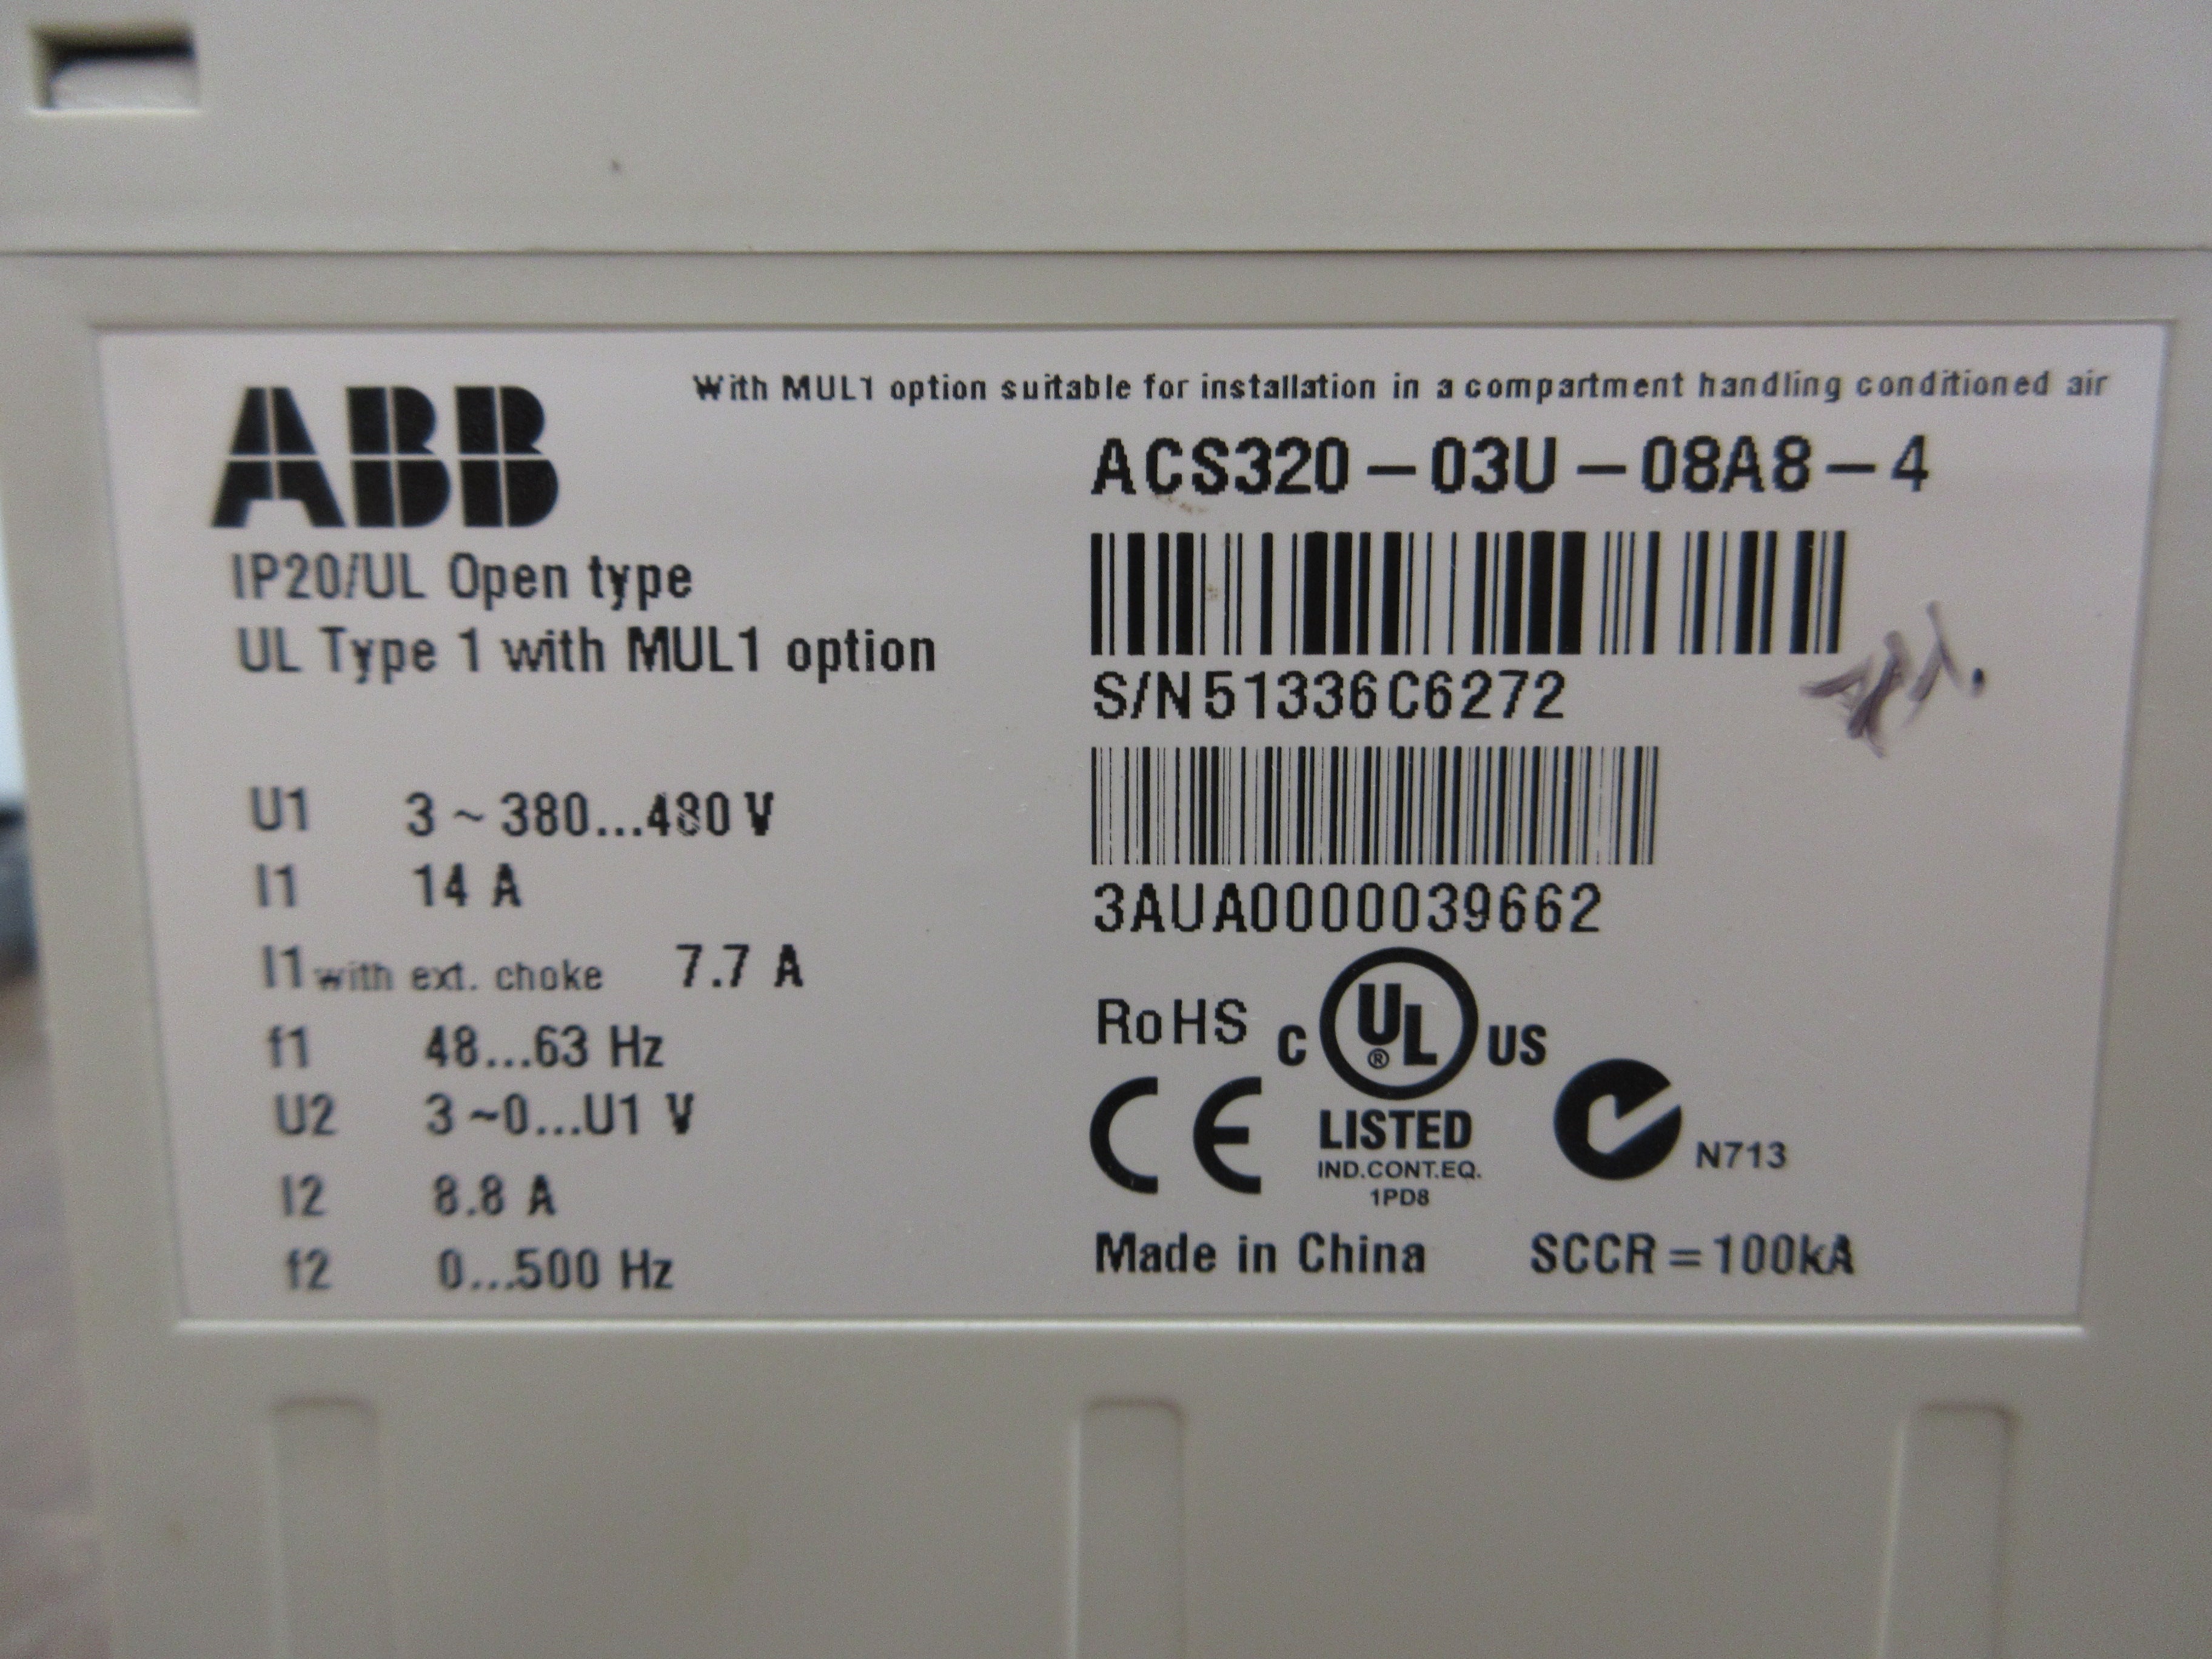 ABB
With MUL1 option suitable for installation in a compartment handling conditioned air
IP20/UL Open type
UL Type 1 with MUL1 option
U1 3~380...480 V
I1 14 A
I1 with ext. choke 7.7 A
f1 48...63 Hz
U2 3~0...U1 V
I2 8.8 A
f2 0...500 Hz
ACS320-03U-08A8-4
S/N51336C6272
3AUA0000039662
RoHS C UL® US
CE LISTED
IND.CONT.EQ.
1PD8
N713
Made in China SCCR=100kA